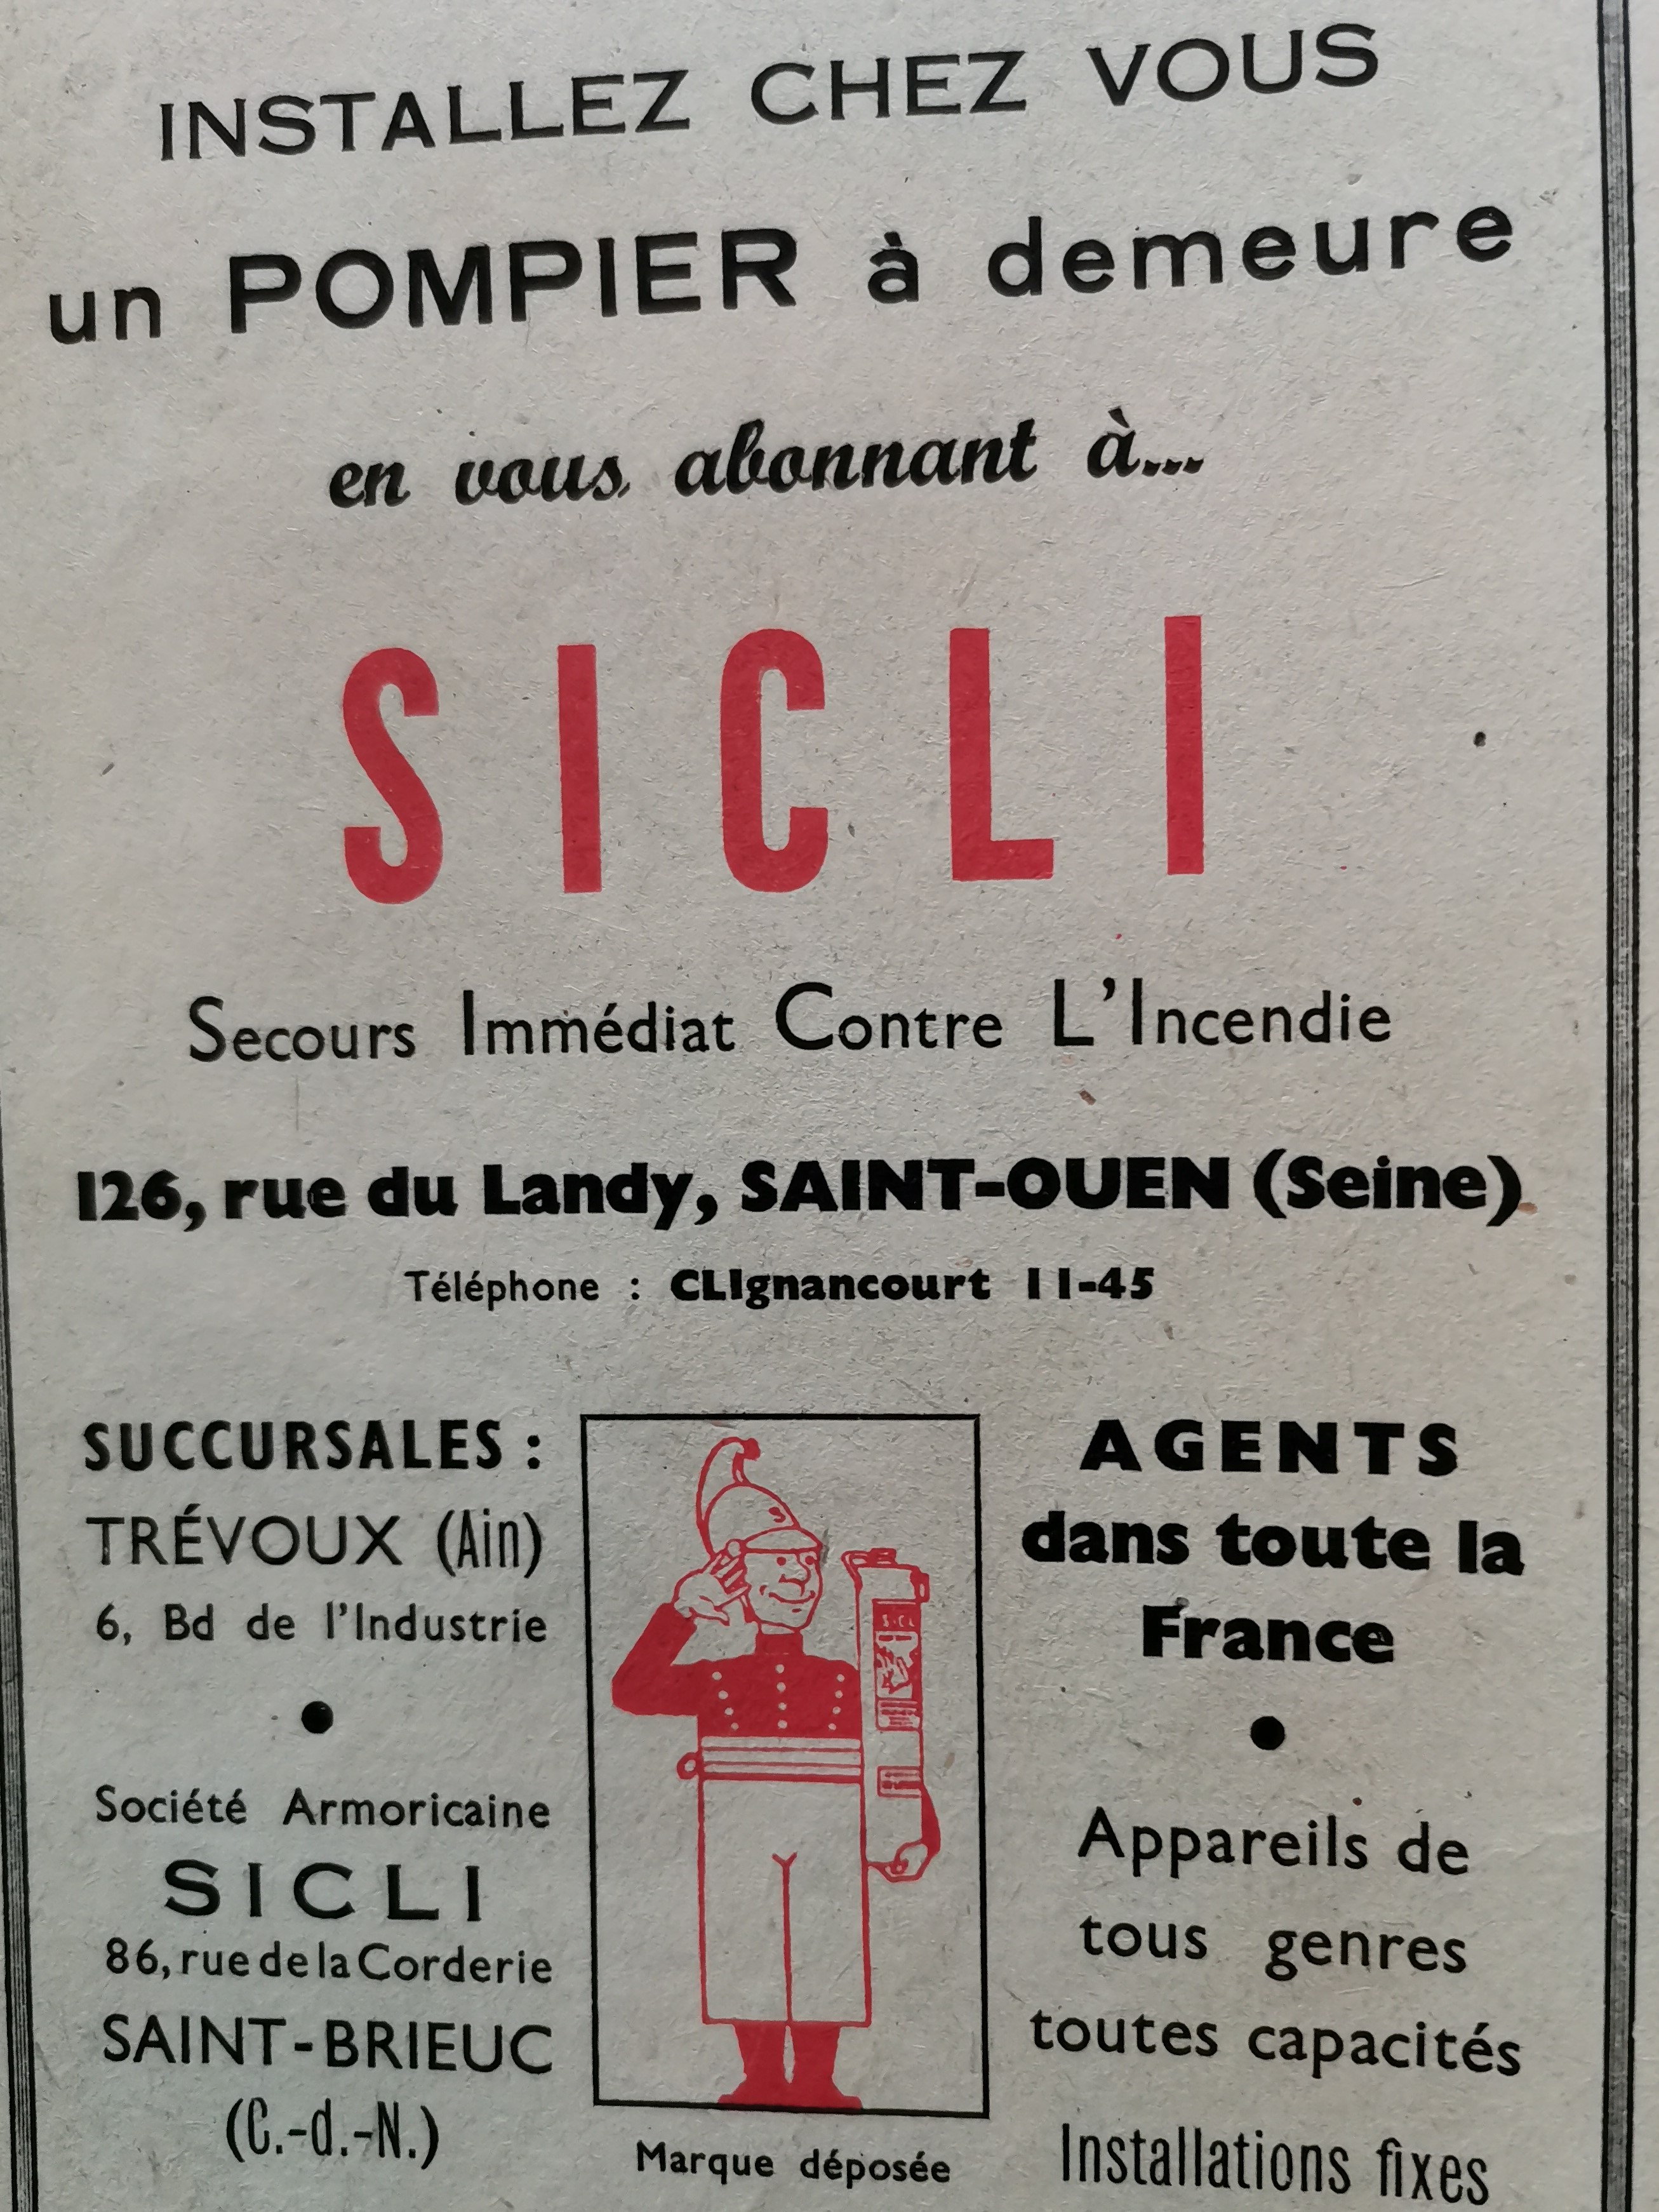 INSTALLEZ CHEZ VOUS
un POMPIER à demeure
en vous abonnant à...
SICLI
Secours Immédiat Contre L'Incendie
126, rue du Landy, SAINT-OUEN (Seine)
Téléphone : CLIgnancourt 11-45
SUCCURSALES :
TRÉVOUX (Ain)
6, Bd de l'Industrie
Société Armoricaine
SICLI
86, rue de la Corderie
SAINT-BRIEUC
(C.-d.-N.)
SICLI
Marque déposée
AGENTS
dans toute la
France
Appareils de
tous genres
toutes capacités
Installations fixes